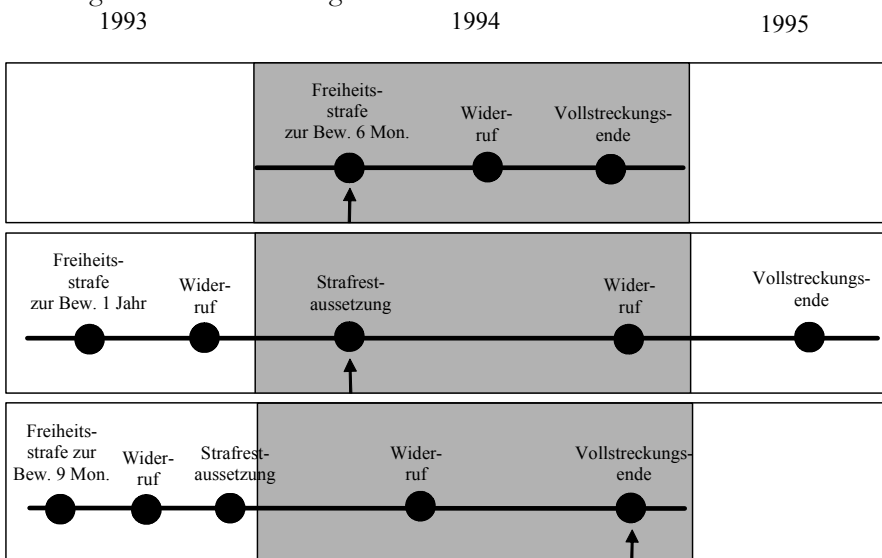 1993 1994 1995
Freiheits-
strafe
zur Bew. 6 Mon.
Wider-
ruf
Vollstreckungs-
ende
Freiheits-
strafe
zur Bew. 1 Jahr
Wider-
ruf
Strafrest-
aussetzung
Wider-
ruf
Vollstreckungs-
ende
Freiheits-
strafe zur
Bew. 9 Mon.
Wider-
ruf
Strafrest-
aussetzung
Wider-
ruf
Vollstreckungs-
ende